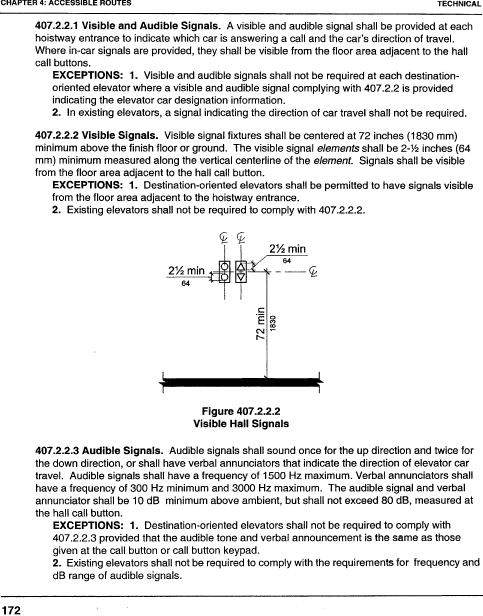 CHAPTER 4: ACCESSIBLE ROUTES TECHNICAL
407.2.2.1 Visible and Audible Signals. A visible and audible signal shall be provided at each
hoistway entrance to indicate which car is answering a call and the car's direction of travel.
Where in-car signals are provided, they shall be visible from the floor area adjacent to the hall
call buttons.
EXCEPTIONS: 1. Visible and audible signals shall not be required at each destination-
oriented elevator where a visible and audible signal complying with 407.2.2 is provided
indicating the elevator car designation information.
2. In existing elevators, a signal indicating the direction of car travel shall not be required.
407.2.2.2 Visible Signals. Visible signal fixtures shall be centered at 72 inches (1830 mm)
minimum above the finish floor or ground. The visible signal elements shall be 2-½ inches (64
mm) minimum measured along the vertical centerline of the element. Signals shall be visible
from the floor area adjacent to the hall call button.
EXCEPTIONS: 1. Destination-oriented elevators shall be permitted to have signals visible
from the floor area adjacent to the hoistway entrance.
2. Existing elevators shall not be required to comply with 407.2.2.2.
℄ ℄
2½ min
64
2½ min
64
℄
72 min
1830
Figure 407.2.2.2
Visible Hall Signals
407.2.2.3 Audible Signals. Audible signals shall sound once for the up direction and twice for
the down direction, or shall have verbal annunciators that indicate the direction of elevator car
travel. Audible signals shall have a frequency of 1500 Hz maximum. Verbal annunciators shall
have a frequency of 300 Hz minimum and 3000 Hz maximum. The audible signal and verbal
annunciator shall be 10 dB minimum above ambient, but shall not exceed 80 dB, measured at
the hall call button.
EXCEPTIONS: 1. Destination-oriented elevators shall not be required to comply with
407.2.2.3 provided that the audible tone and verbal announcement is the same as those
given at the call button or call button keypad.
2. Existing elevators shall not be required to comply with the requirements for frequency and
dB range of audible signals.
172